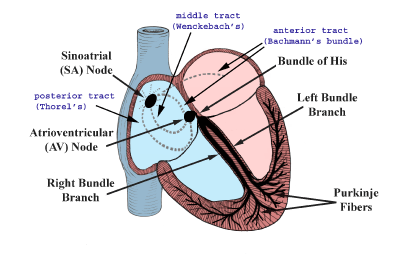 middle tract
(Wenckebach's)
anterior tract
(Bachmann's bundle)
Sinoatrial
(SA) Node
Bundle of His
posterior tract
(Thorel's)
Left Bundle
Branch
Atrioventricular
(AV) Node
Right Bundle
Branch
Purkinje
Fibers